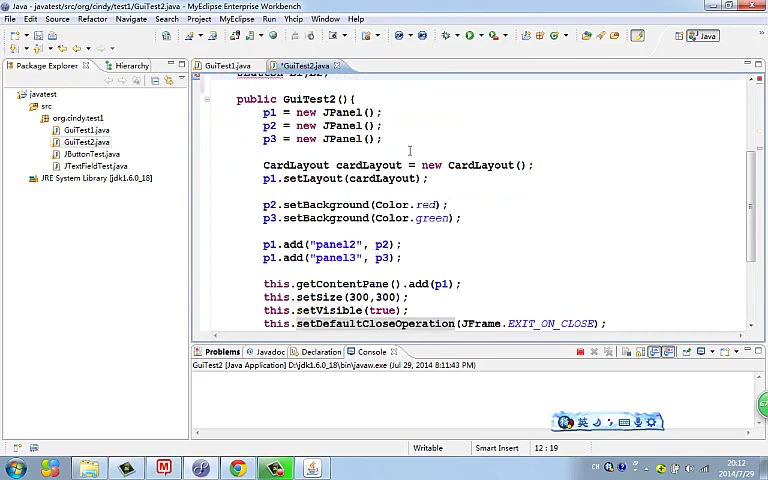 Java - javatest/src/org/cindy/test1/GuiTest2.java - MyEclipse Enterprise Workbench
File Edit Source Refactor Navigate Search Project MyEclipse Run Yhcip Window Help
Java
Package Explorer Hierarchy
GuiTest1.java *GuiTest2.java
javatest
src
org.cindy.test1
GuiTest1.java
GuiTest2.java
JButtonTest.java
JTextFieldTest.java
JRE System Library [jdk1.6.0_18]
public GuiTest2(){
p1 = new JPanel();
p2 = new JPanel();
p3 = new JPanel();
CardLayout cardLayout = new CardLayout();
p1.setLayout(cardLayout);
p2.setBackground(Color.red);
p3.setBackground(Color.green);
p1.add("panel2", p2);
p1.add("panel3", p3);
this.getContentPane().add(p1);
this.setSize(300,300);
this.setVisible(true);
this.setDefaultCloseOperation(JFrame.EXIT_ON_CLOSE);
Problems Javadoc Declaration Console
GuiTest2 [Java Application] D:\jdk1.6.0_18\bin\javaw.exe (Jul 29, 2014 8:11:43 PM)
英
Writable Smart Insert 12 : 19
CH
20:12
2014/7/29